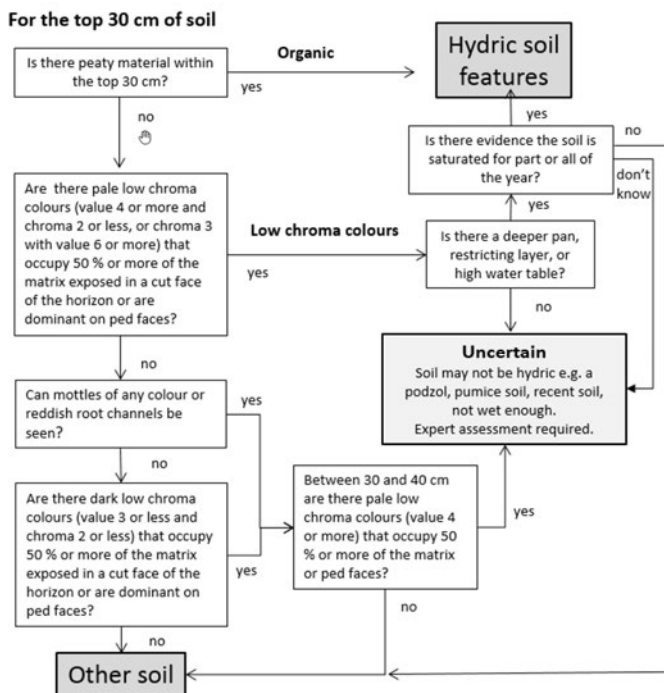 For the top 30 cm of soil
Is there peaty material within
the top 30 cm?
Organic
yes
Hydric soil
features
no
yes
Is there evidence the soil is
saturated for part or all of
the year?
no
don't
know
Are there pale low chroma
colours (value 4 or more and
chroma 2 or less, or chroma 3
with value 6 or more) that
occupy 50 % or more of the
matrix exposed in a cut face
of the horizon or are
dominant on ped faces?
Low chroma colours
yes
yes
Is there a deeper pan,
restricting layer, or
high water table?
no
no
Uncertain
Soil may not be hydric e.g. a
podzol, pumice soil, recent soil,
not wet enough.
Expert assessment required.
Can mottles of any colour or
reddish root channels be
seen?
yes
no
Are there dark low chroma
colours (value 3 or less and
chroma 2 or less) that occupy
50 % or more of the matrix
exposed in a cut face of the
horizon or are dominant on
ped faces?
yes
Between 30 and 40 cm
are there pale low
chroma colours (value 4
or more) that occupy 50
% or more of the matrix
or ped faces?
yes
no
no
Other soil